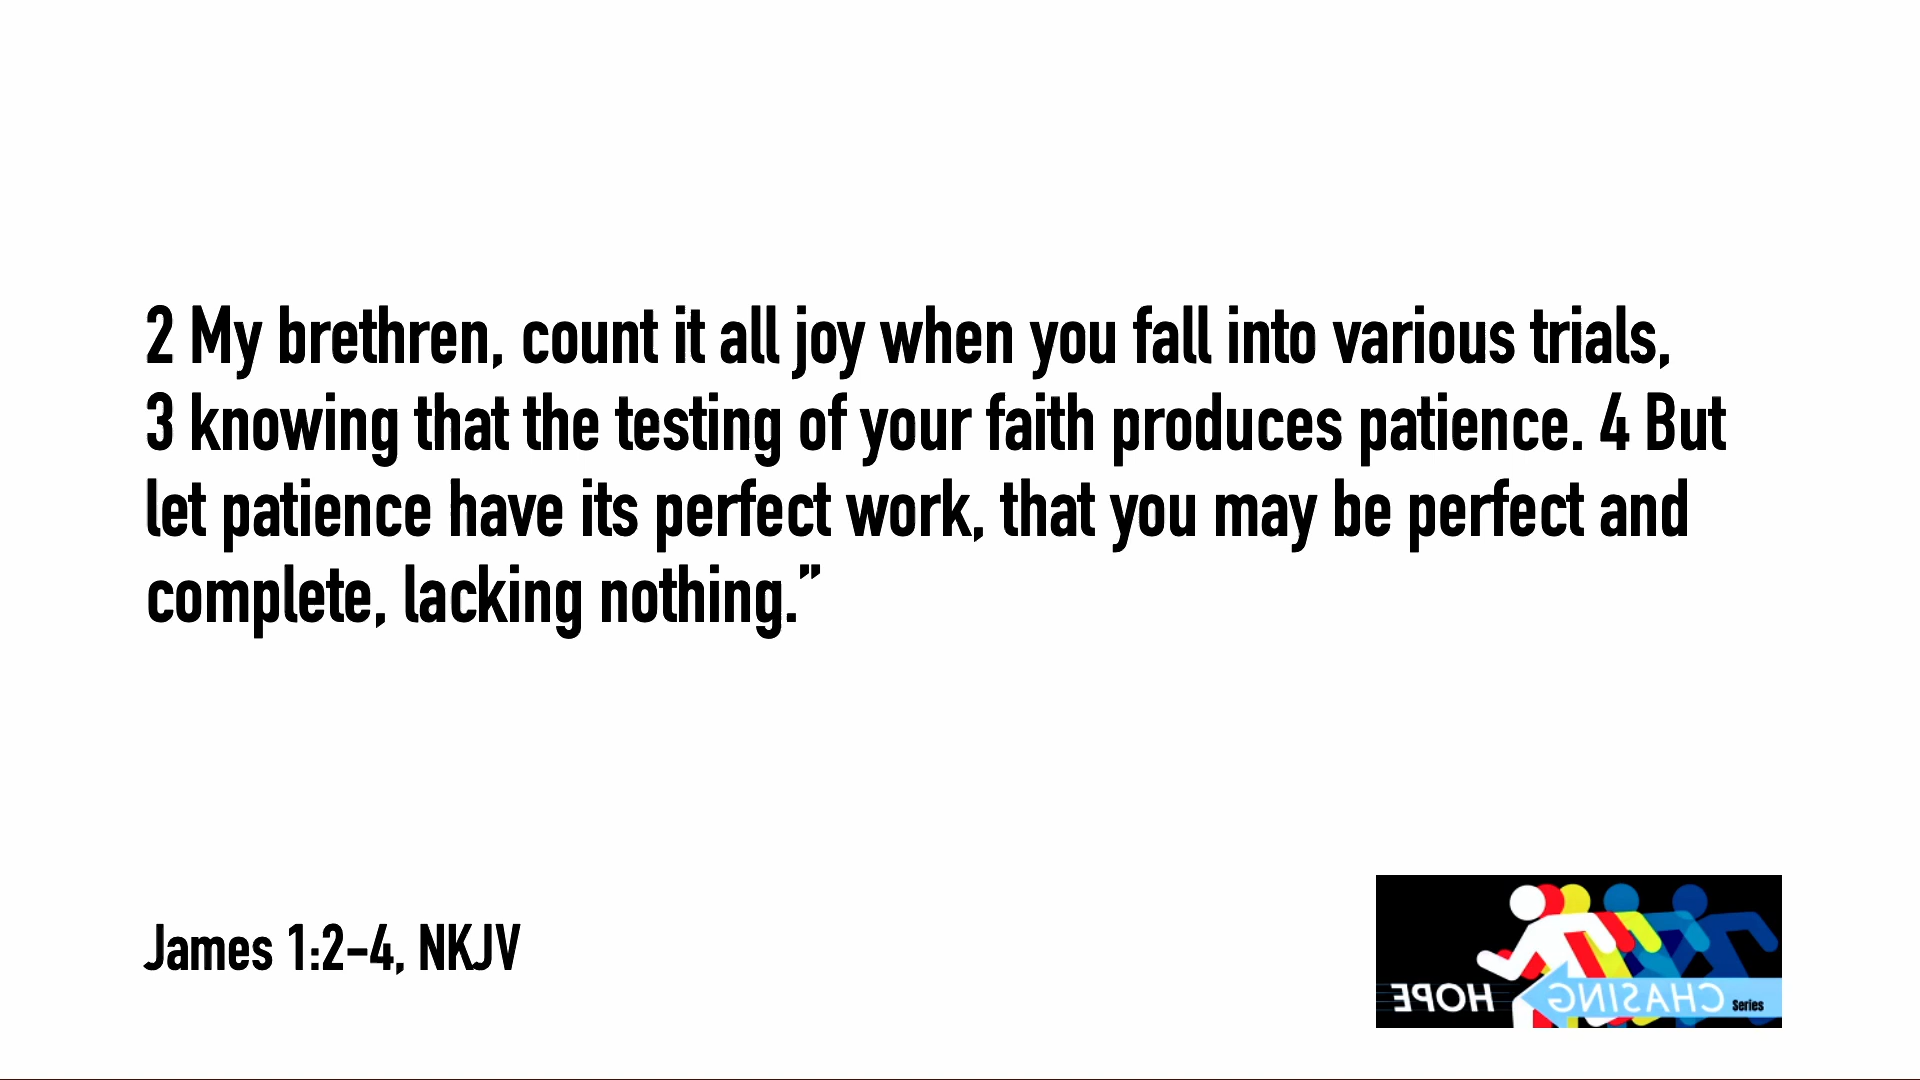 2 My brethren, count it all joy when you fall into various trials,
3 knowing that the testing of your faith produces patience. 4 But
let patience have its perfect work, that you may be perfect and
complete, lacking nothing.”
James 1:2–4, NKJV
HOPE CHASING Series